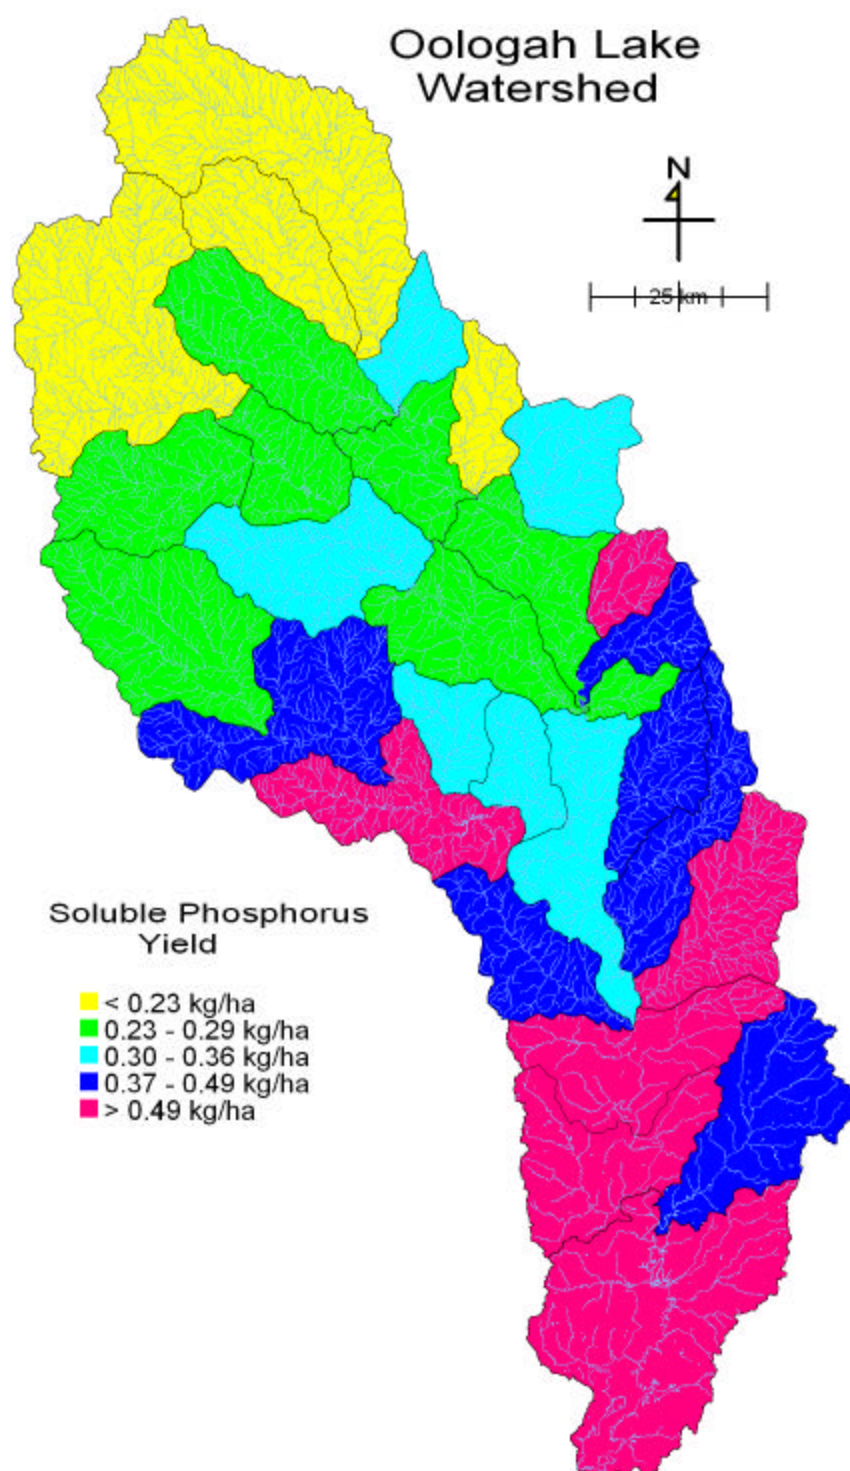 Oologah Lake
Watershed
N
25 km
Soluble Phosphorus
Yield
< 0.23 kg/ha
0.23 - 0.29 kg/ha
0.30 - 0.36 kg/ha
0.37 - 0.49 kg/ha
> 0.49 kg/ha